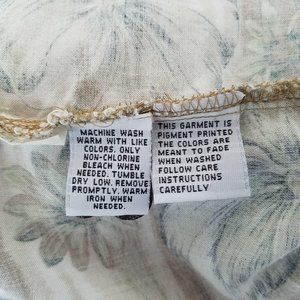 MACHINE WASH
WARM WITH LIKE
COLORS. ONLY
NON-CHLORINE
BLEACH WHEN
NEEDED. TUMBLE
DRY LOW. REMOVE
PROMPTLY. WARM
IRON WHEN
NEEDED.
THIS GARMENT IS
PIGMENT PRINTED
THE COLORS ARE
MEANT TO FADE
WHEN WASHED
FOLLOW CARE
INSTRUCTIONS
CAREFULLY